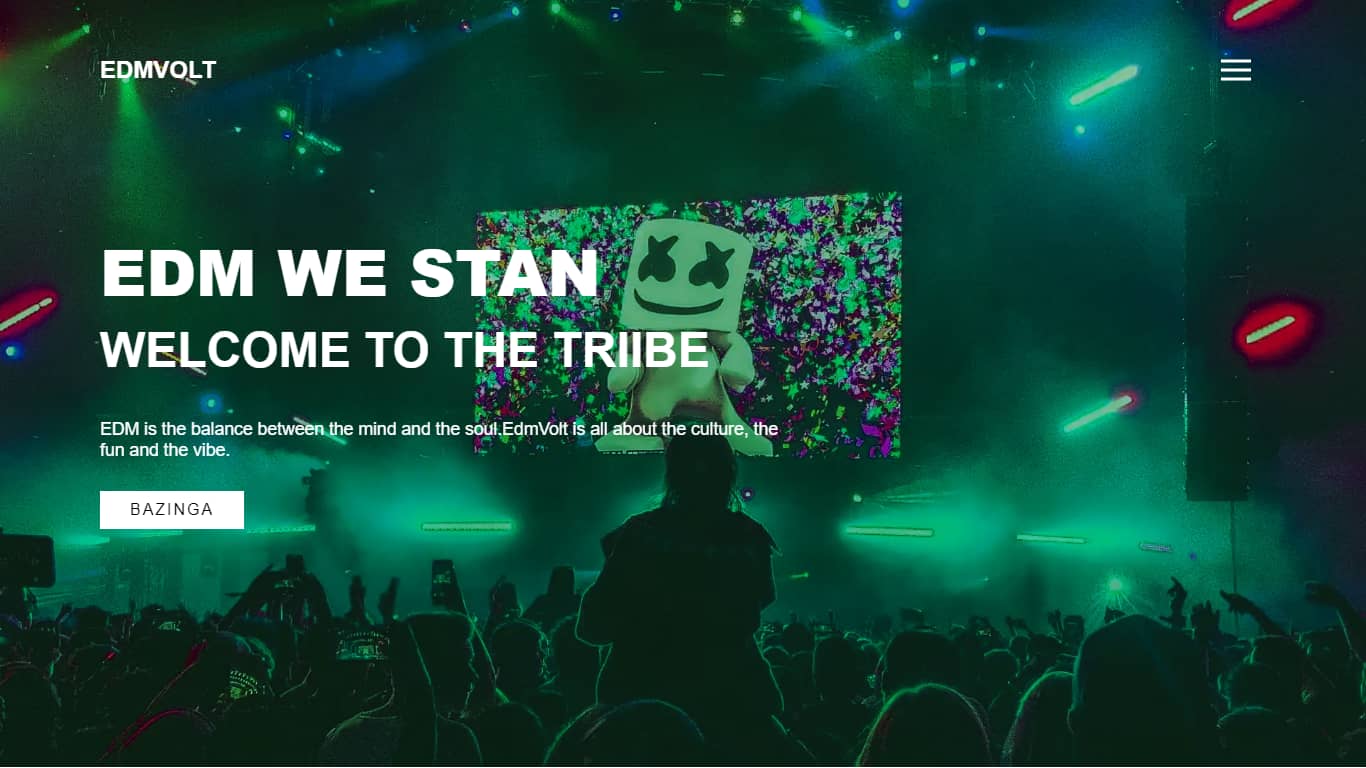 EDMVOLT
EDM WE STAN
WELCOME TO THE TRIIBE
EDM is the balance between the mind and the soul.EdmVolt is all about the culture, the
fun and the vibe.
BAZINGA